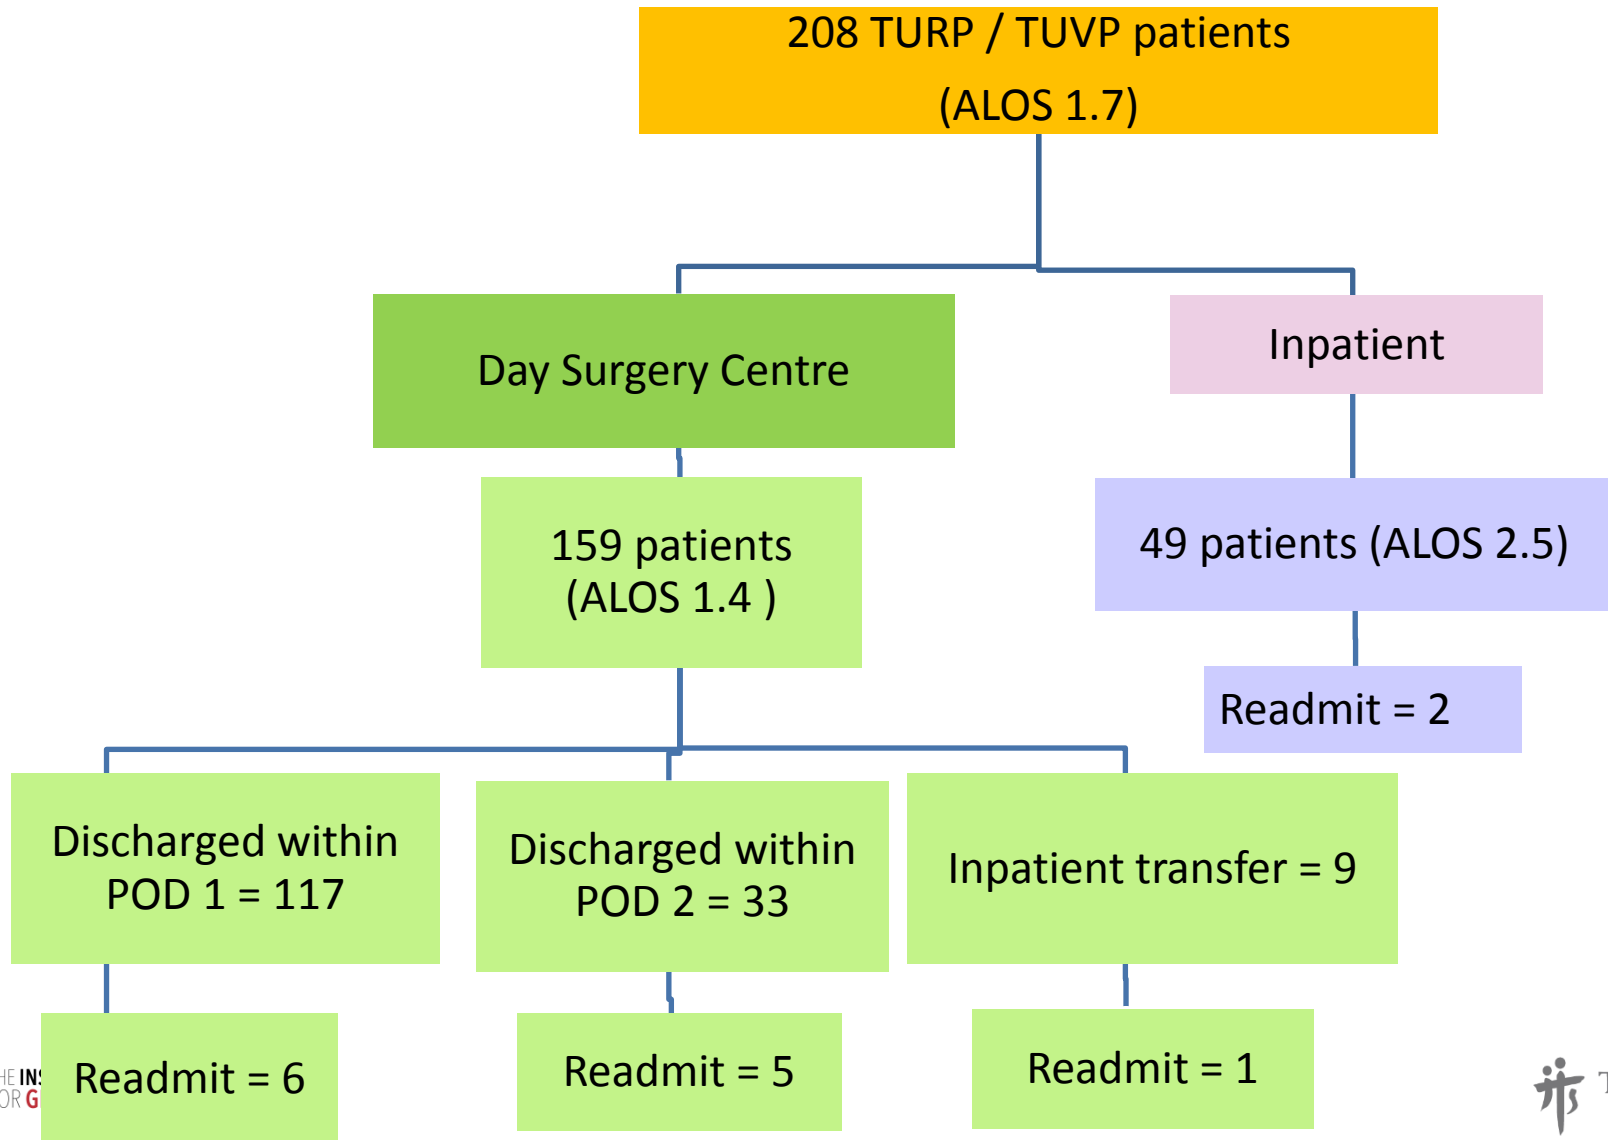 208 TURP / TUVP patients
(ALOS 1.7)
Day Surgery Centre
Inpatient
159 patients
(ALOS 1.4 )
49 patients (ALOS 2.5)
Readmit = 2
Discharged within
POD 1 = 117
Discharged within
POD 2 = 33
Inpatient transfer = 9
Readmit = 6
Readmit = 5
Readmit = 1